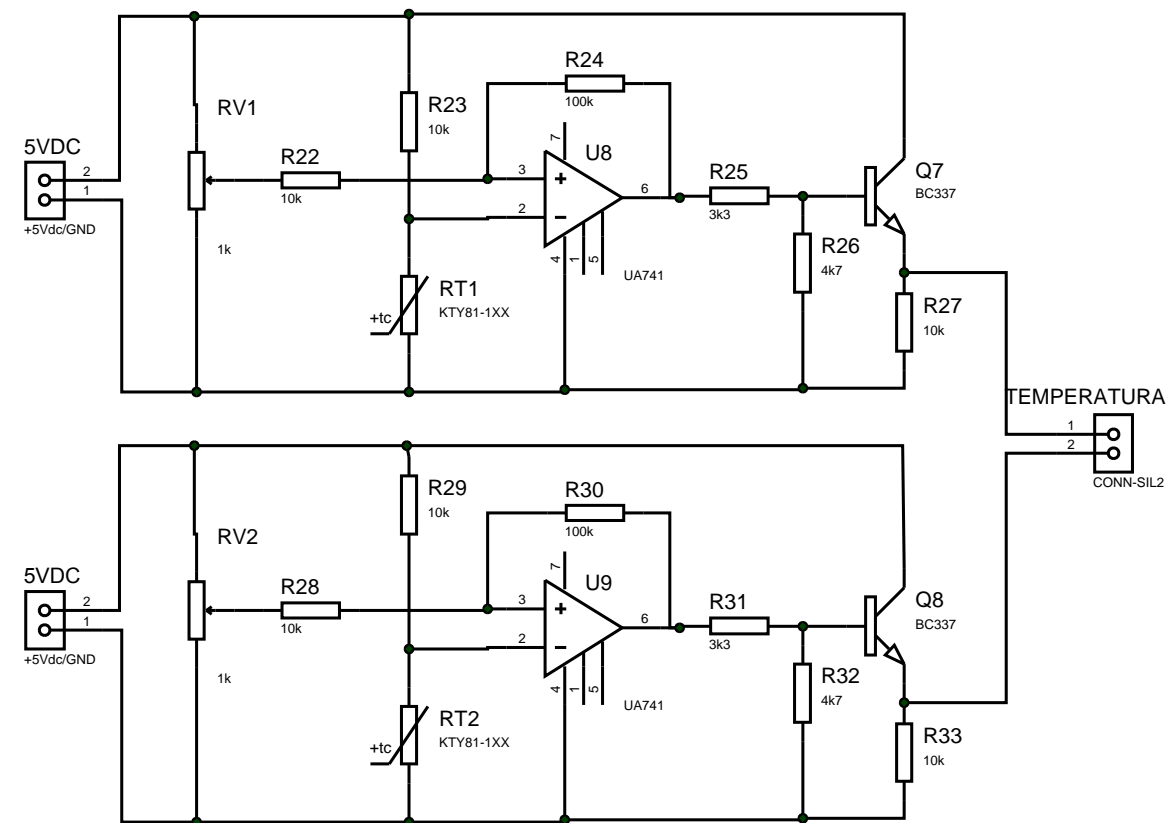 R24
100k
RV1
R23
10k
7
U8
5VDC
2
1
+5Vdc/GND
R22
10k
3
+
2
−
6
R25
3k3
Q7
BC337
1k
4
1
5
UA741
R26
4k7
+tc
RT1
KTY81-1XX
R27
10k
TEMPERATURA
1
2
CONN-SIL2
R29
10k
R30
100k
RV2
7
U9
5VDC
2
1
+5Vdc/GND
R28
10k
3
+
2
−
6
R31
3k3
Q8
BC337
1k
4
1
5
UA741
R32
4k7
+tc
RT2
KTY81-1XX
R33
10k